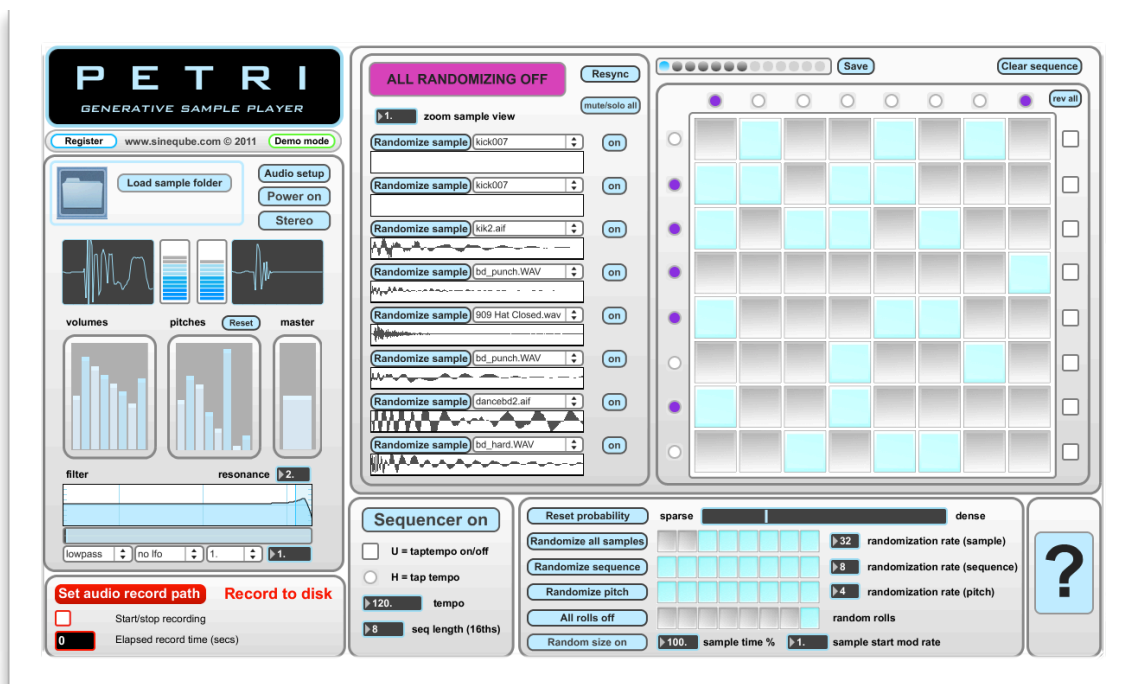 PETRI
GENERATIVE SAMPLE PLAYER
Register www.sineqube.com © 2011 Demo mode
Load sample folder
Audio setup
Power on
Stereo
volumes pitches Reset master
filter resonance 2.
lowpass no lfo 1. 1.
Set audio record path Record to disk
Start/stop recording
0 Elapsed record time (secs)
ALL RANDOMIZING OFF
Resync
mute/solo all
1. zoom sample view
Randomize sample kick007 on
Randomize sample kick007 on
Randomize sample kik2.aif on
Randomize sample bd_punch.WAV on
Randomize sample 909 Hat Closed.wav on
Randomize sample bd_punch.WAV on
Randomize sample dancebd2.aif on
Randomize sample bd_hard.WAV on
Save
Clear sequence
rev all
Sequencer on
U = taptempo on/off
H = tap tempo
120. tempo
8 seq length (16ths)
Reset probability sparse dense
Randomize all samples 32 randomization rate (sample)
Randomize sequence 8 randomization rate (sequence)
Randomize pitch 4 randomization rate (pitch)
All rolls off random rolls
Random size on 100. sample time % 1. sample start mod rate
?